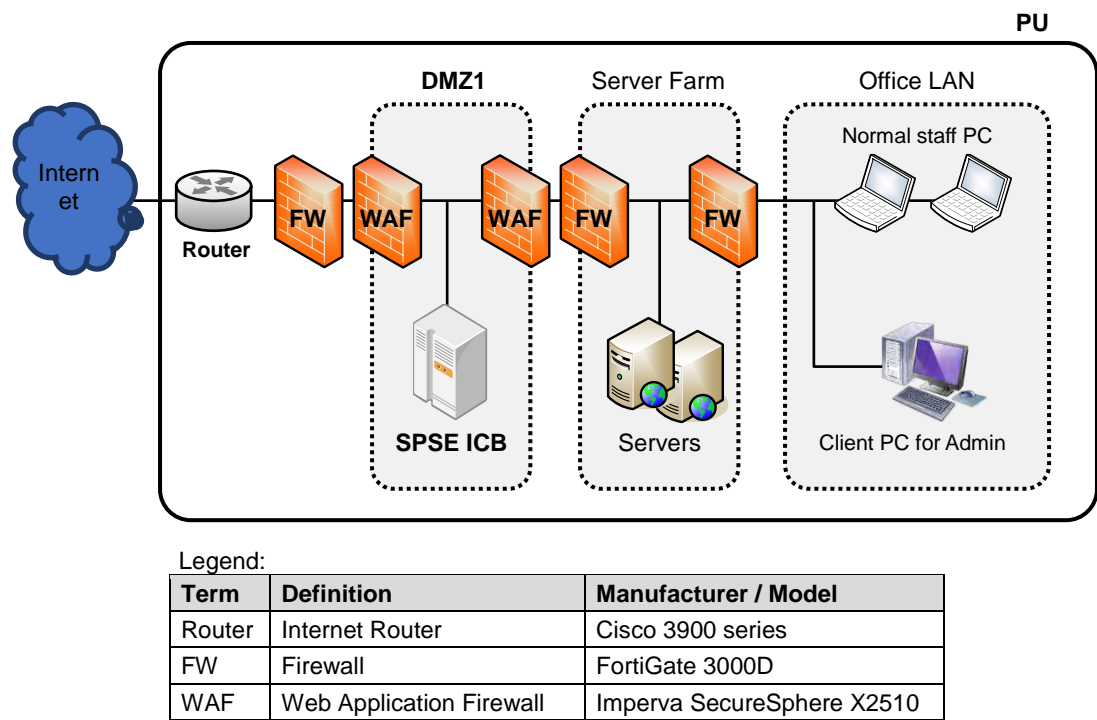 PU
DMZ1
Server Farm
Office LAN
Normal staff PC
Intern
et
Router
FW
WAF
WAF
FW
FW
SPSE ICB
Servers
Client PC for Admin
Legend:
Term Definition Manufacturer / Model
Router Internet Router Cisco 3900 series
FW Firewall FortiGate 3000D
WAF Web Application Firewall Imperva SecureSphere X2510